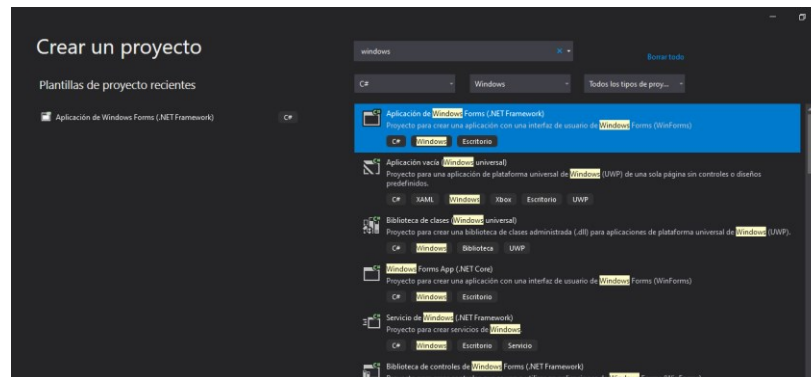 Crear un proyecto
windows
Borrar todo
Plantillas de proyecto recientes
C#
Windows
Todos los tipos de proy...
Aplicación de Windows Forms (.NET Framework)
C#
Aplicación de Windows Forms (.NET Framework)
Proyecto para crear una aplicación con una interfaz de usuario de Windows Forms (WinForms)
C# Windows Escritorio
Aplicación vacía (Windows universal)
Proyecto para una aplicación de plataforma universal de Windows (UWP) de una sola página sin controles o diseños
predefinidos.
C# XAML Windows Xbox Escritorio UWP
Biblioteca de clases (Windows universal)
Proyecto para crear una biblioteca de clases administrada (.dll) para aplicaciones de plataforma universal de Windows (UWP).
C# Windows Biblioteca UWP
Windows Forms App (.NET Core)
Proyecto para crear una aplicación con una interfaz de usuario de Windows Forms (WinForms)
C# Windows Escritorio
Servicio de Windows (.NET Framework)
Proyecto para crear servicios de Windows
C# Windows Escritorio Servicio
Biblioteca de controles de Windows Forms (.NET Framework)